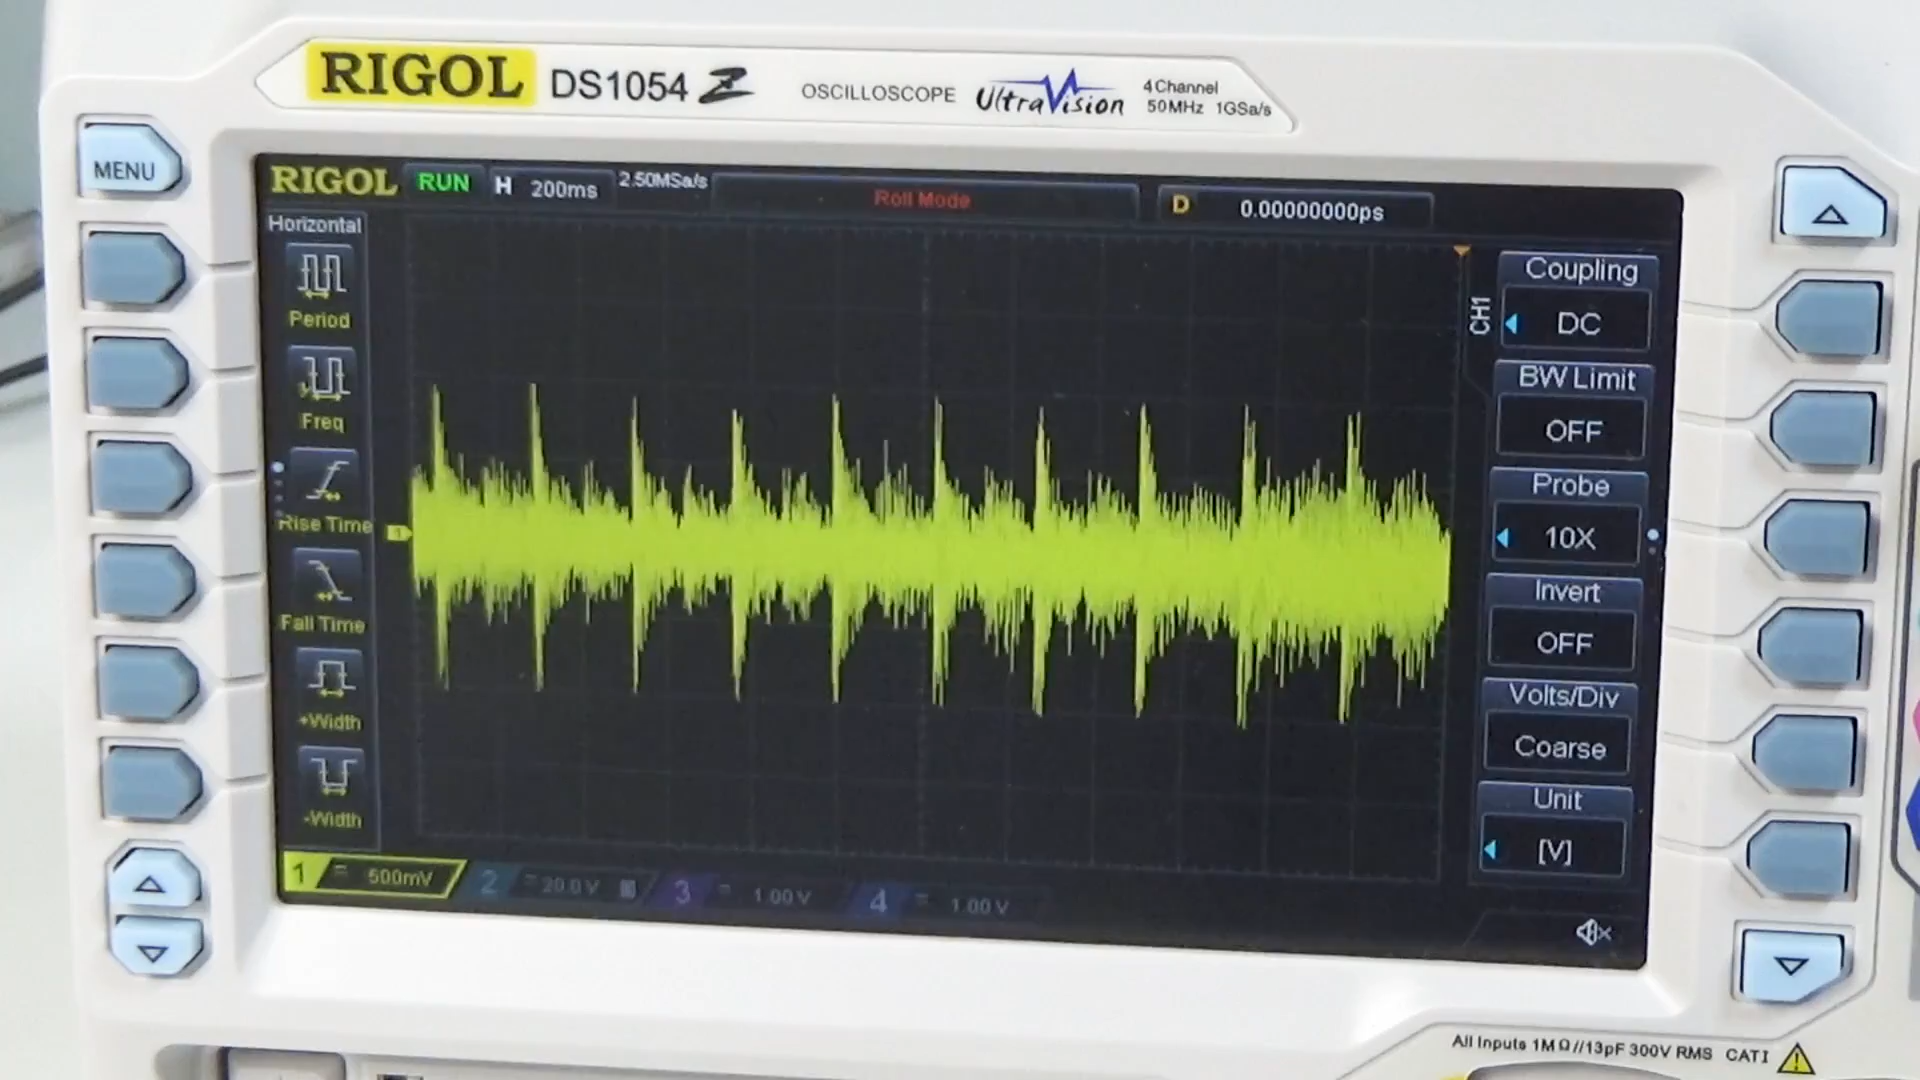 RIGOL DS1054 Z OSCILLOSCOPE UltraVision 4 Channel
50MHz 1GSa/s
MENU
RIGOL RUN H 200ms 2.50MSa/s Roll Mode D 0.00000000ps
Horizontal
Period
Freq
Rise Time
Fall Time
+Width
-Width
1
CH1
Coupling
DC
BW Limit
OFF
Probe
10X
Invert
OFF
Volts/Div
Coarse
Unit
[V]
1 = 500mV 2 = 20.0 V 3 = 1.00 V 4 = 1.00 V
All Inputs 1MΩ//13pF 300V RMS CAT I